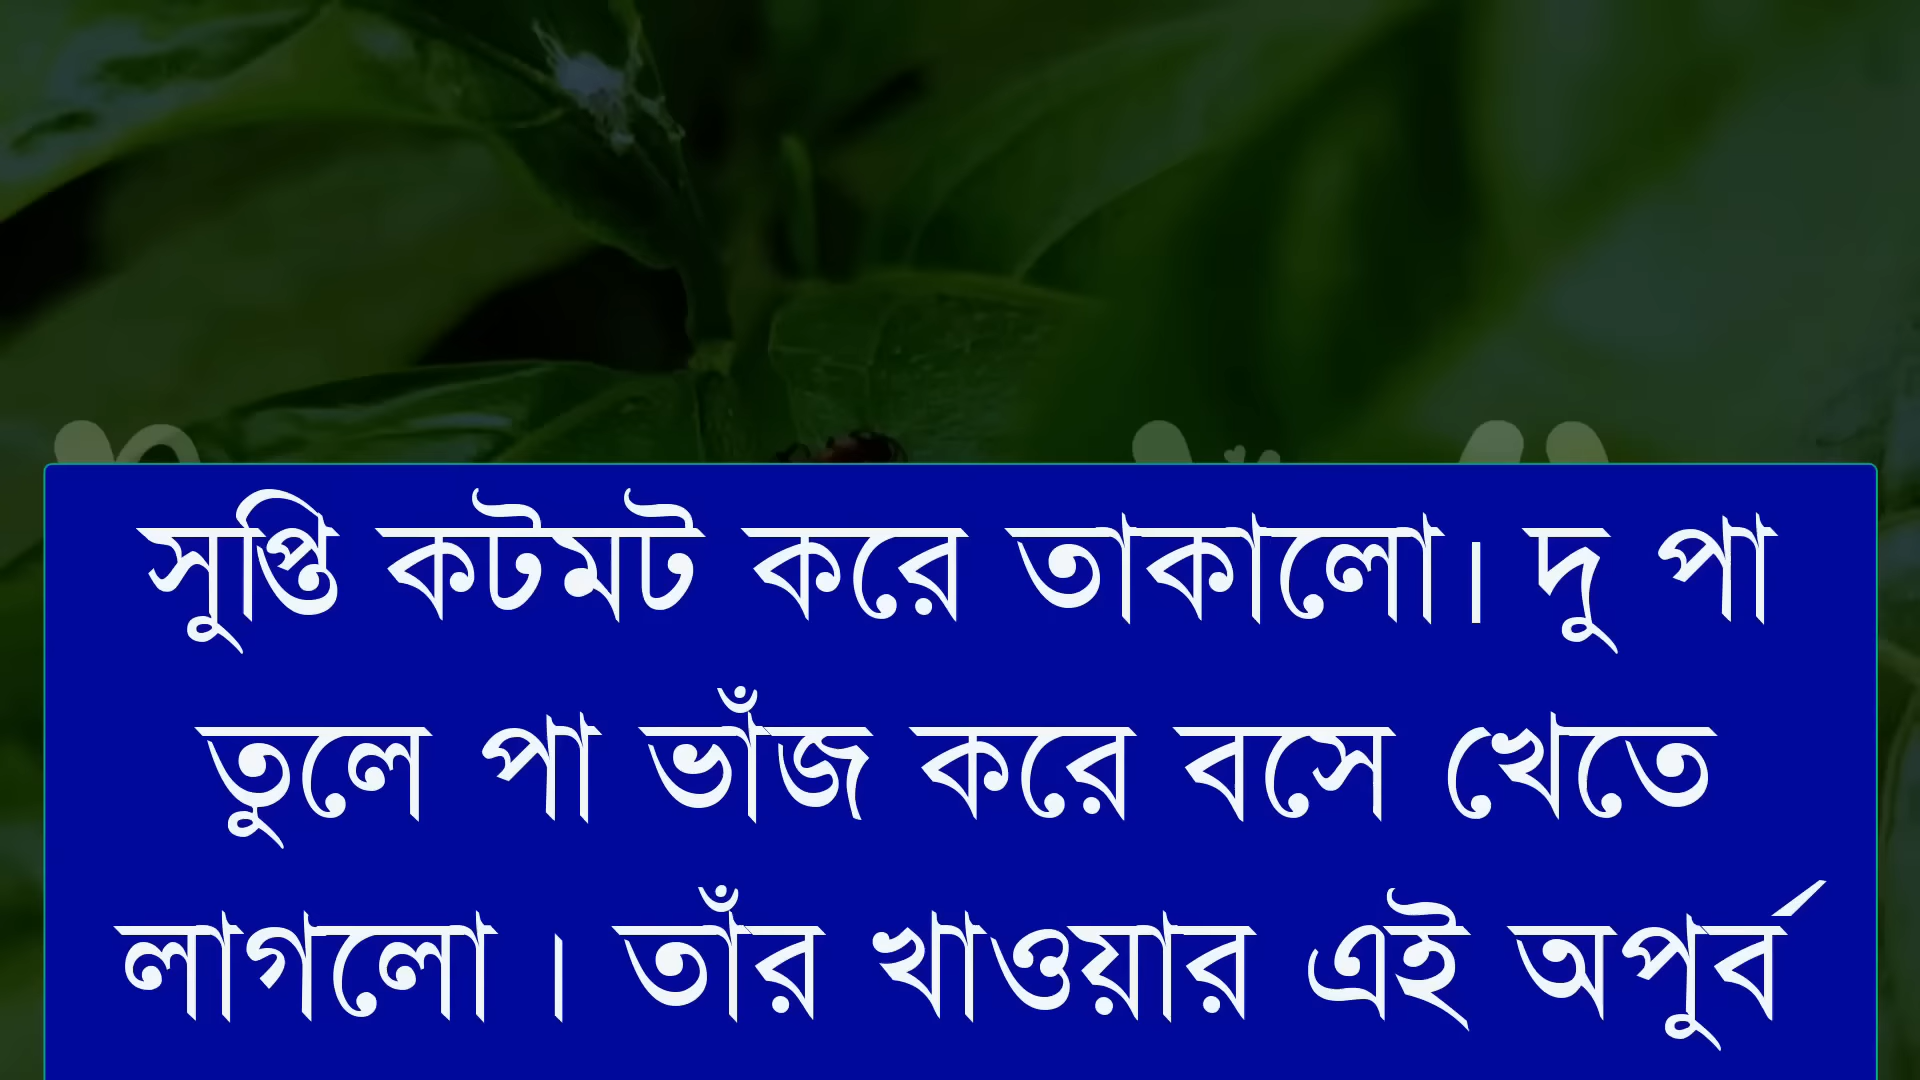 সুপ্তি কটমট করে তাকালো। দু পা
তুলে পা ভাঁজ করে বসে খেতে
লাগলো । তাঁর খাওয়ার এই অপুর্ব